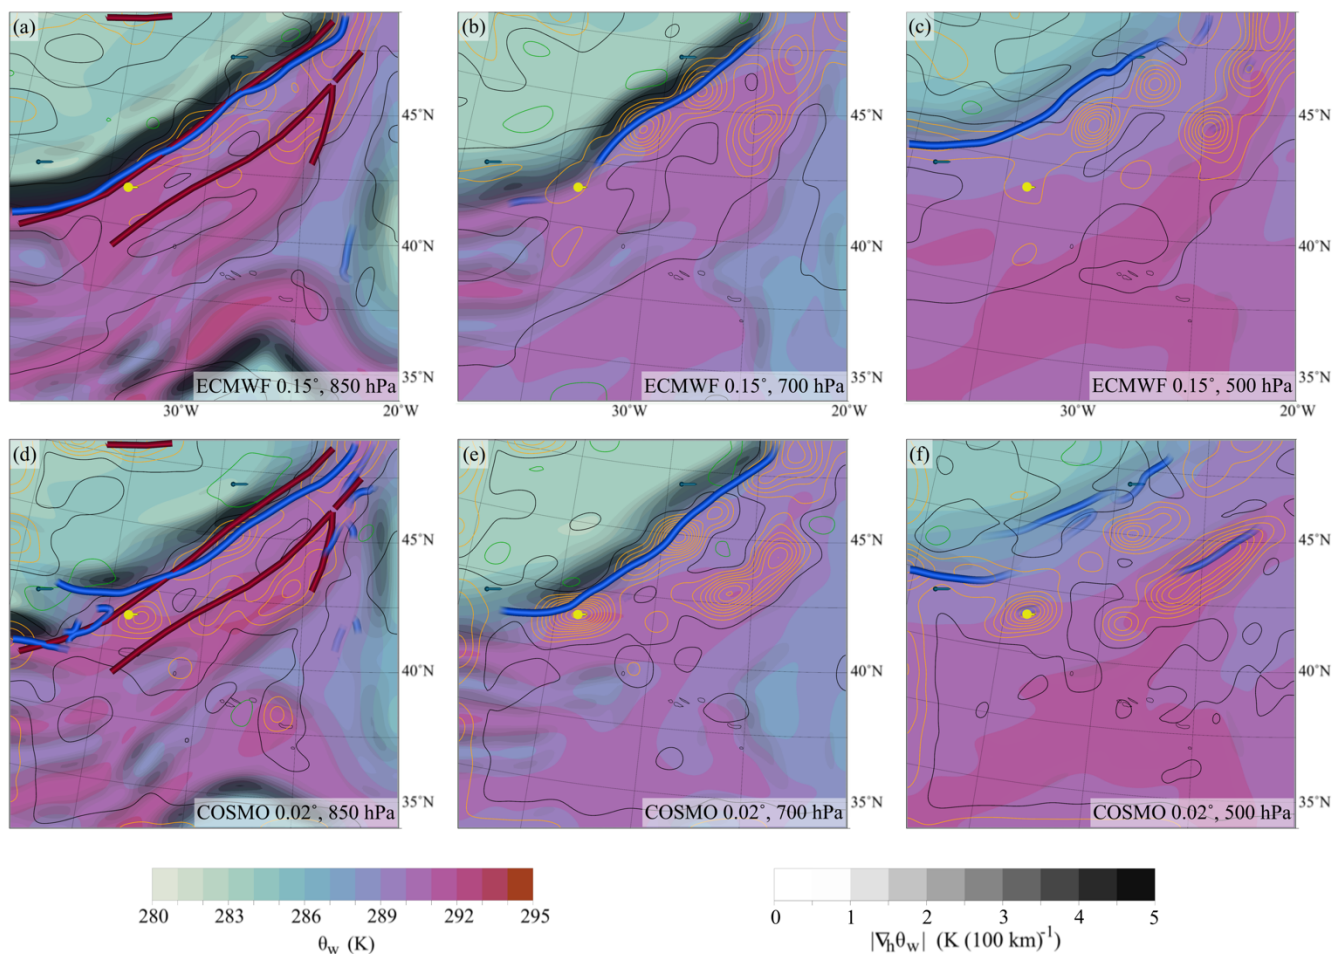 (a)
(b)
(c)
45°N
45°N
45°N
40°N
40°N
40°N
ECMWF 0.15°, 850 hPa
35°N
ECMWF 0.15°, 700 hPa
35°N
ECMWF 0.15°, 500 hPa
35°N
30°W
20°W
30°W
20°W
30°W
20°W
(d)
(e)
(f)
45°N
45°N
45°N
40°N
40°N
40°N
COSMO 0.02°, 850 hPa
35°N
COSMO 0.02°, 700 hPa
35°N
COSMO 0.02°, 500 hPa
35°N
280 283 286 289 292 295
θw (K)
0 1 2 3 4 5
|∇hθw| (K (100 km)⁻¹)